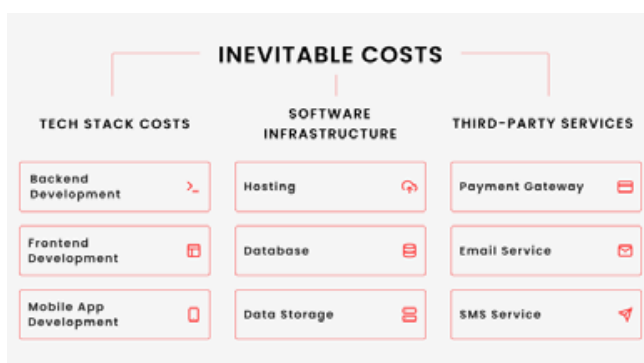 INEVITABLE COSTS
TECH STACK COSTS
Backend
Development
Frontend
Development
Mobile App
Development
SOFTWARE
INFRASTRUCTURE
Hosting
Database
Data Storage
THIRD-PARTY SERVICES
Payment Gateway
Email Service
SMS Service